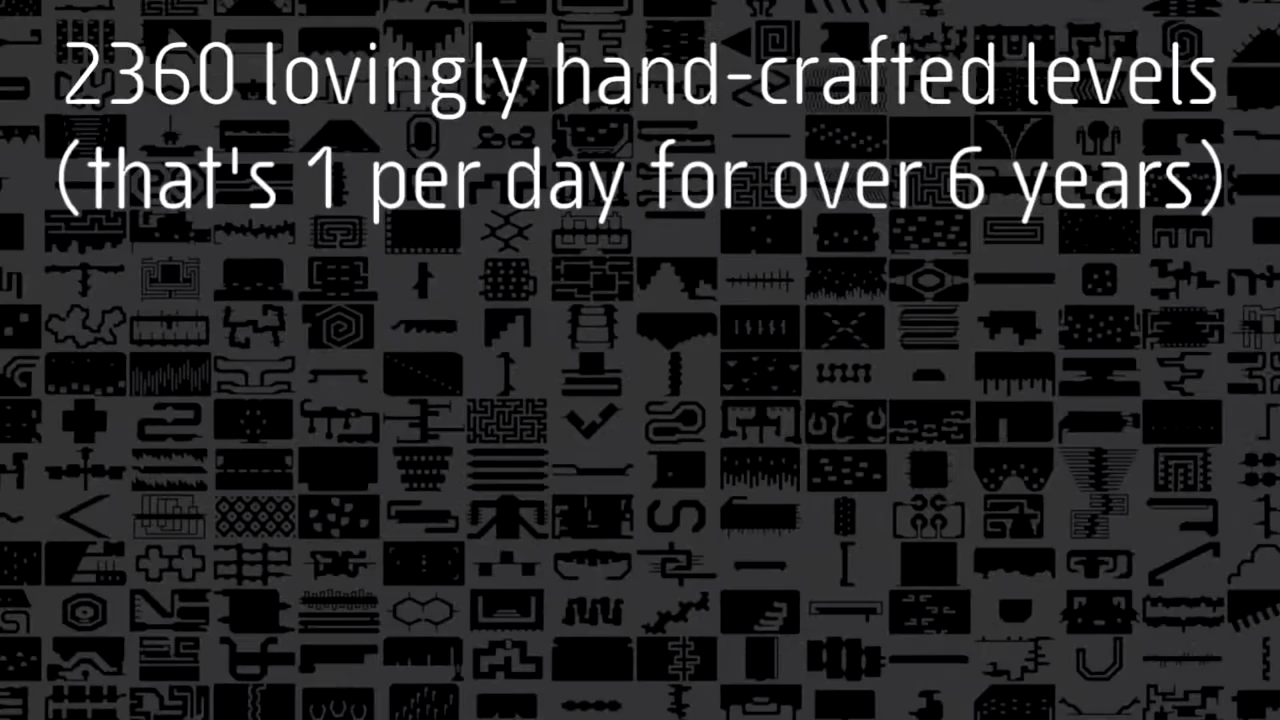 2360 lovingly hand-crafted levels
(that's 1 per day for over 6 years)